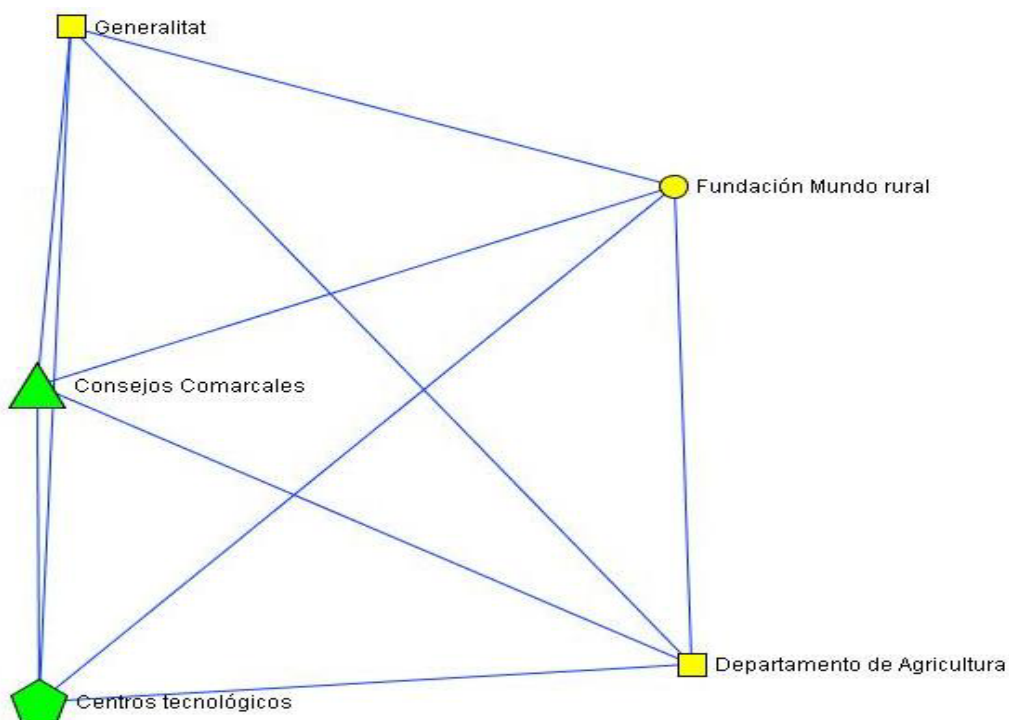 Generalitat
Fundación Mundo rural
Consejos Comarcales
Departamento de Agricultura
Centros tecnológicos